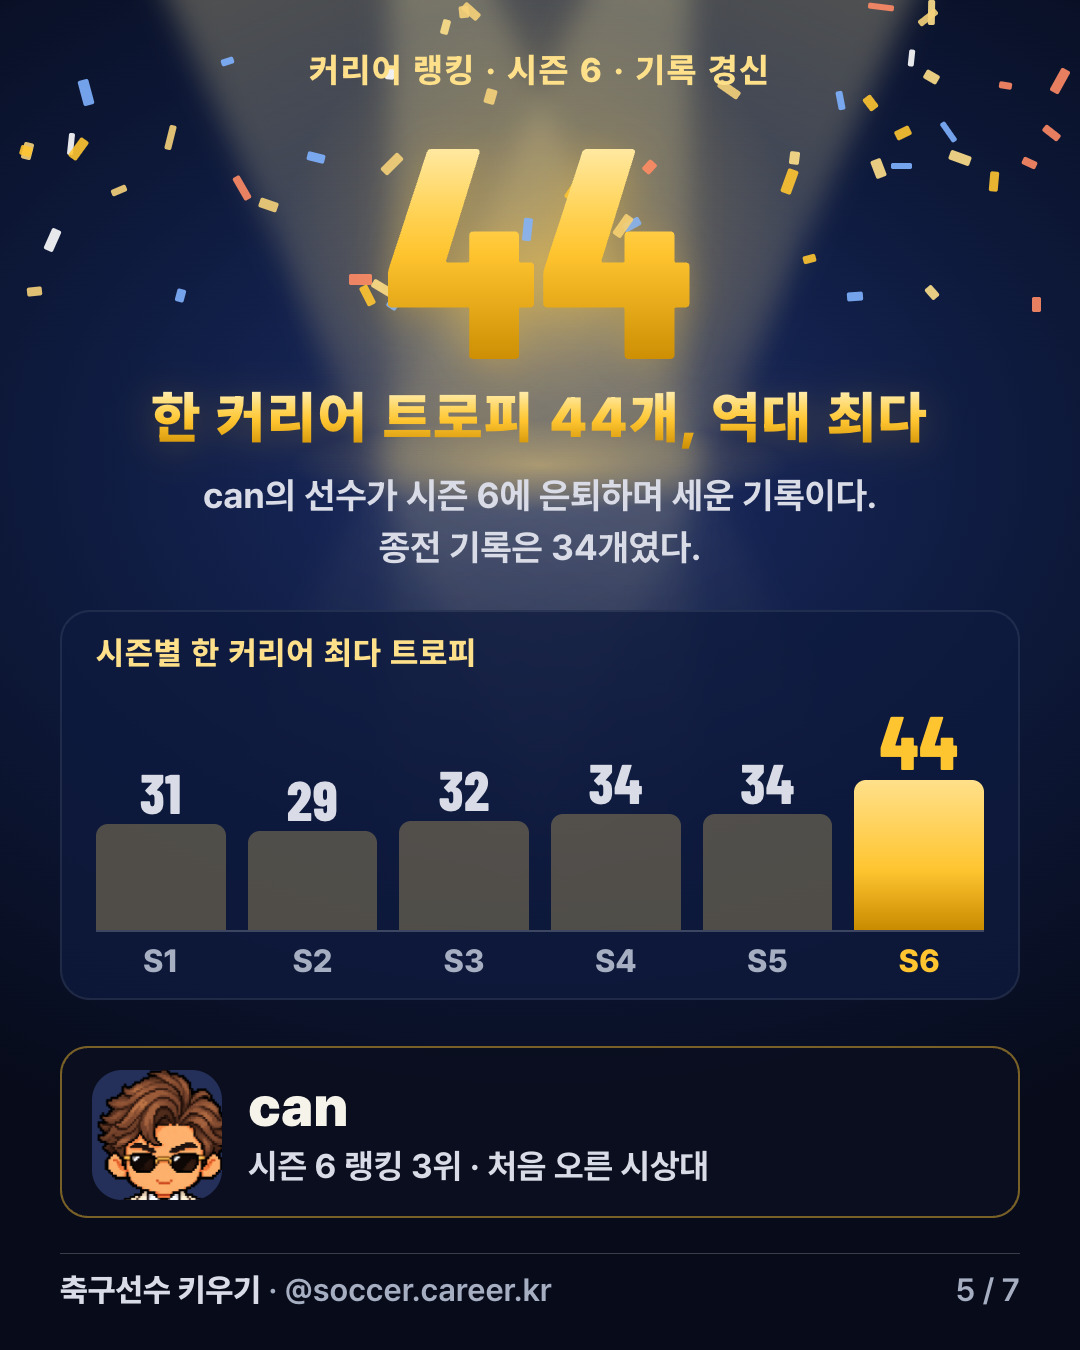 커리어 랭킹 · 시즌 6 · 기록 경신
44
한 커리어 트로피 44개, 역대 최다
can의 선수가 시즌 6에 은퇴하며 세운 기록이다.
종전 기록은 34개였다.
시즌별 한 커리어 최다 트로피
31 29 32 34 34 44
S1 S2 S3 S4 S5 S6
can
시즌 6 랭킹 3위 · 처음 오른 시상대
축구선수 키우기 · @soccer.career.kr 5 / 7